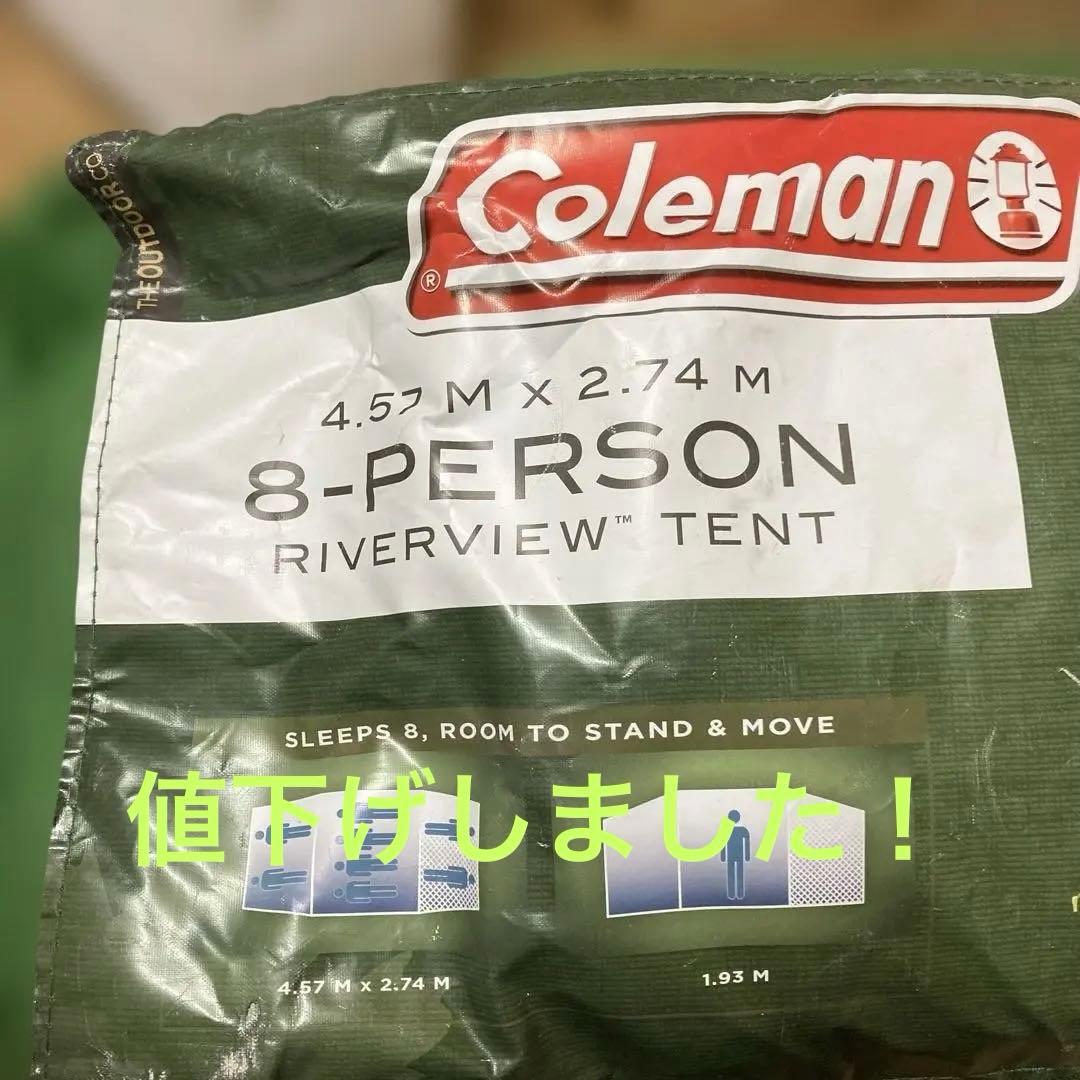 Coleman
®
THE OUTDOOR CO.
4.57 M x 2.74 M
8-PERSON
RIVERVIEW™ TENT
SLEEPS 8, ROOM TO STAND & MOVE
値下げしました！
4.57 M x 2.74 M
1.93 M